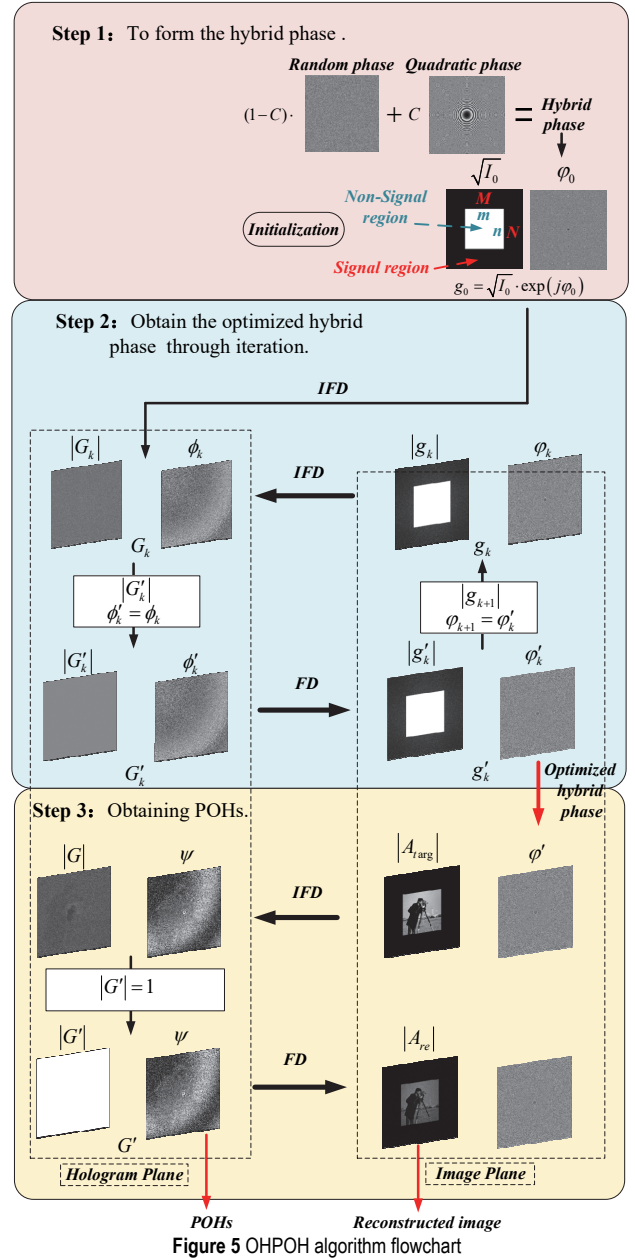 Step 1: To form the hybrid phase .
Random phase Quadratic phase
(1−C)· + C = Hybrid phase
√I₀ φ₀
Non-Signal region
M
m
n N
Initialization
Signal region
g₀ = √I₀ · exp(jφ₀)
Step 2: Obtain the optimized hybrid
phase through iteration.
IFD
|Gₖ| ϕₖ |gₖ| φₖ
IFD
Gₖ gₖ
|G′ₖ|
ϕ′ₖ = ϕₖ
|gₖ₊₁|
φₖ₊₁ = φ′ₖ
|G′ₖ| ϕ′ₖ |g′ₖ| φ′ₖ
FD
G′ₖ g′ₖ
Optimized
hybrid
phase
Step 3: Obtaining POHs.
|G| ψ |A_targ| φ′
IFD
|G′| = 1
|G′| ψ |A_re|
FD
G′
Hologram Plane Image Plane
POHs Reconstructed image
Figure 5 OHPOH algorithm flowchart